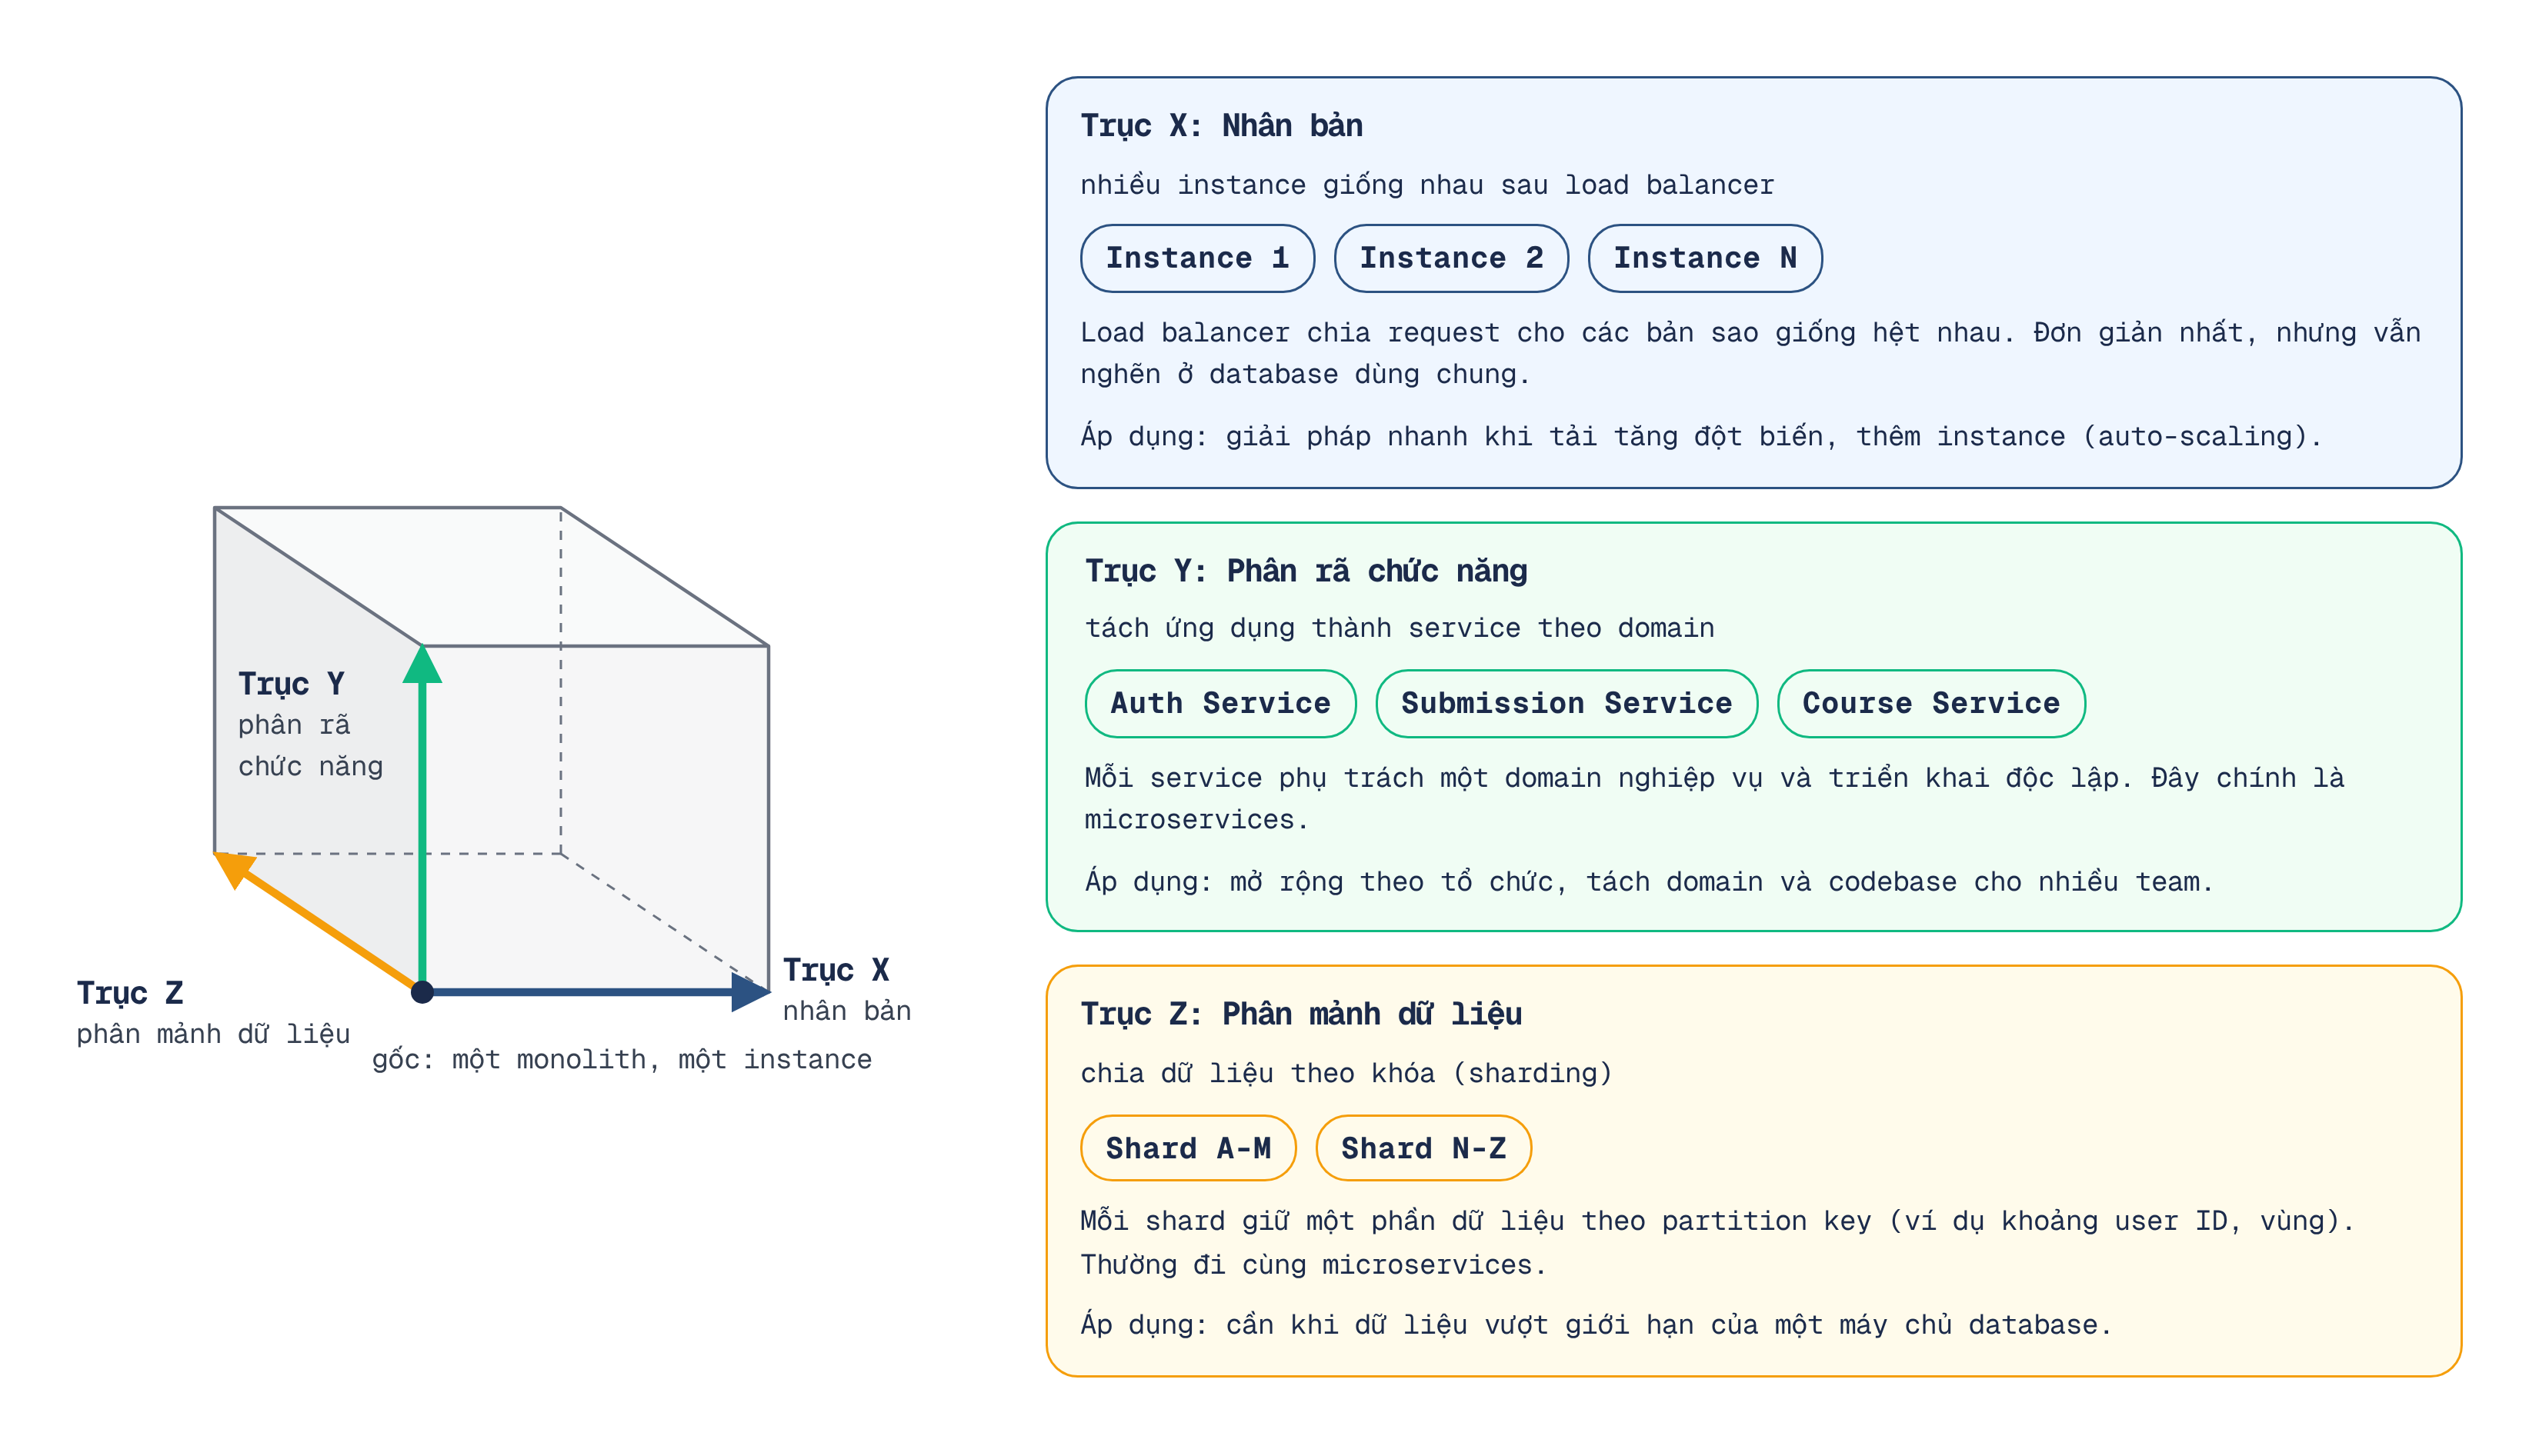 Trục Y
phân rã
chức năng
Trục Z
phân mảnh dữ liệu
Trục X
nhân bản
gốc: một monolith, một instance
Trục X: Nhân bản
nhiều instance giống nhau sau load balancer
Instance 1
Instance 2
Instance N
Load balancer chia request cho các bản sao giống hệt nhau. Đơn giản nhất, nhưng vẫn
nghẽn ở database dùng chung.
Áp dụng: giải pháp nhanh khi tải tăng đột biến, thêm instance (auto-scaling).
Trục Y: Phân rã chức năng
tách ứng dụng thành service theo domain
Auth Service
Submission Service
Course Service
Mỗi service phụ trách một domain nghiệp vụ và triển khai độc lập. Đây chính là
microservices.
Áp dụng: mở rộng theo tổ chức, tách domain và codebase cho nhiều team.
Trục Z: Phân mảnh dữ liệu
chia dữ liệu theo khóa (sharding)
Shard A-M
Shard N-Z
Mỗi shard giữ một phần dữ liệu theo partition key (ví dụ khoảng user ID, vùng).
Thường đi cùng microservices.
Áp dụng: cần khi dữ liệu vượt giới hạn của một máy chủ database.